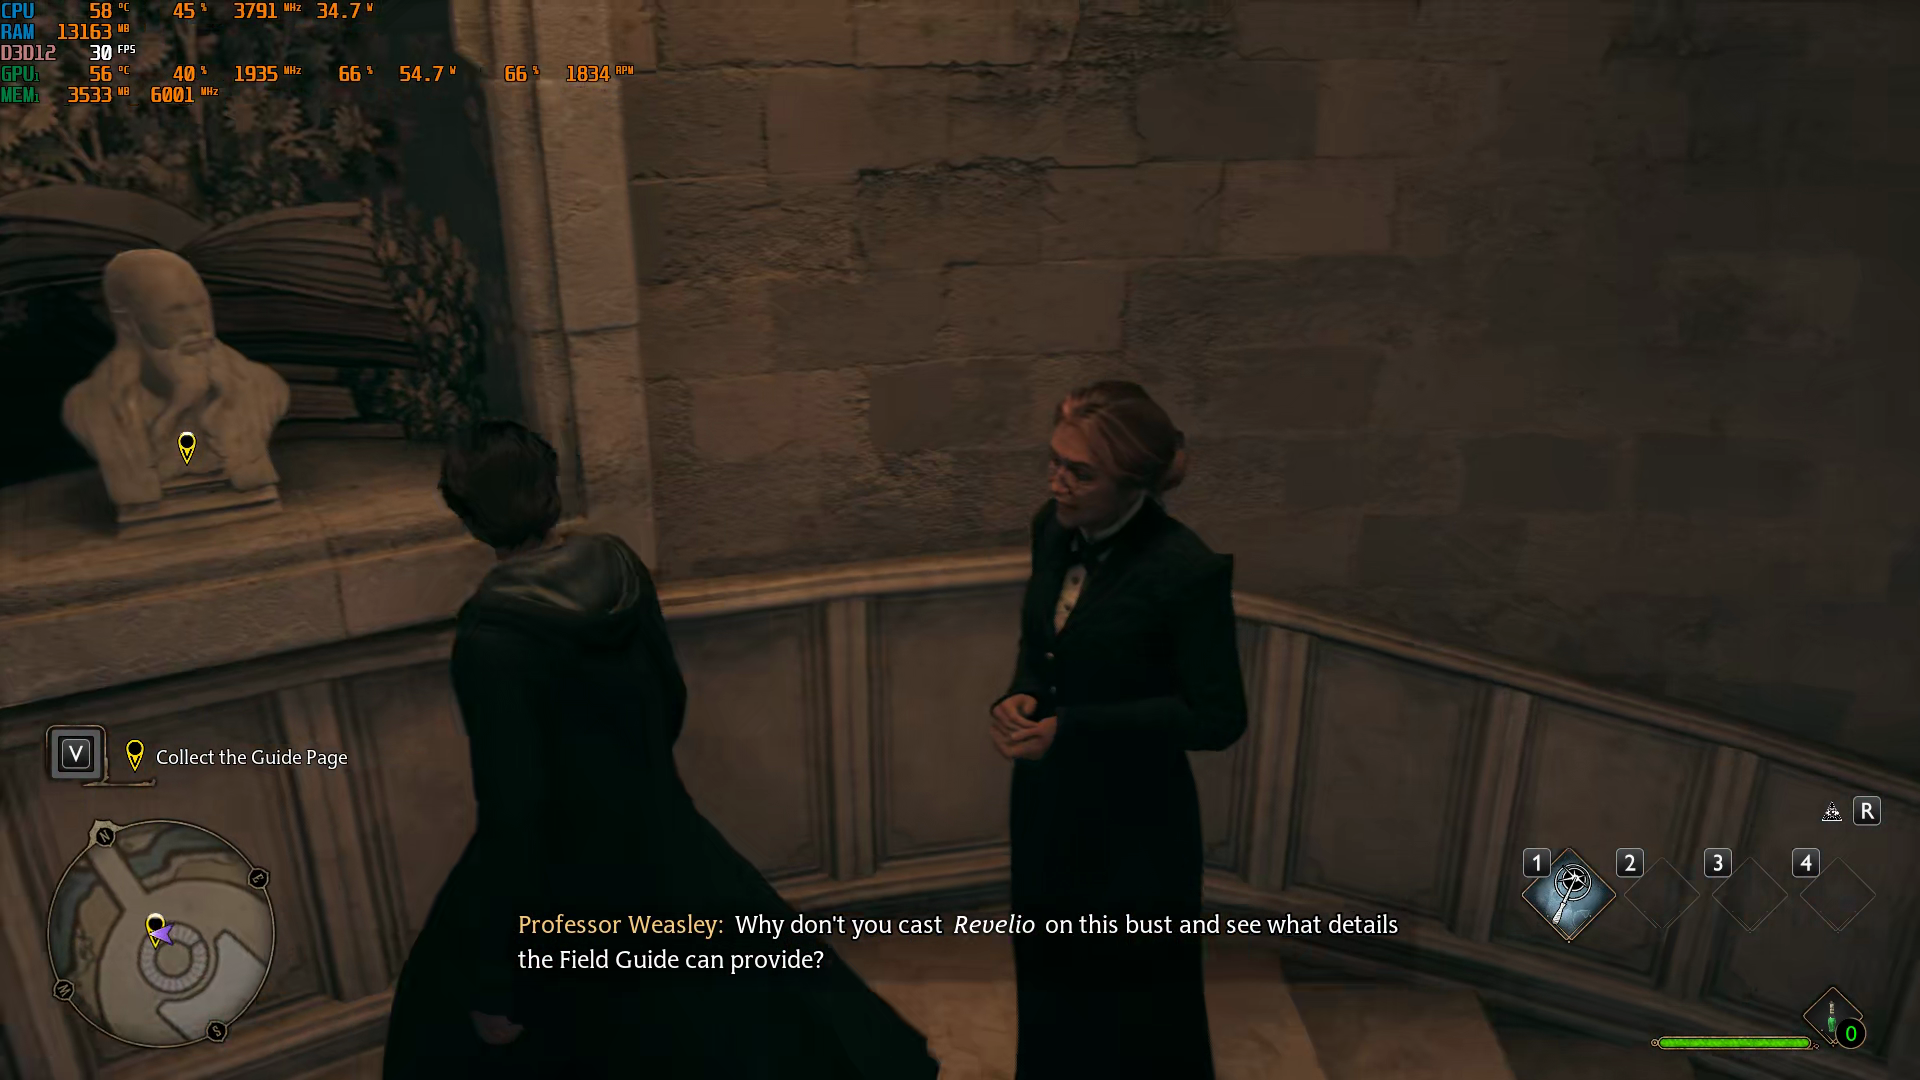 CPU 58 °C 45 % 3791 MHz 34.7 W
RAM 13163 MB
D3D12 30 FPS
GPU1 56 °C 40 % 1935 MHz 66 % 54.7 W 66 % 1834 RPM
MEM1 3533 MB 6001 MHz
V Collect the Guide Page
N
E
W
S
R
1 2 3 4
Professor Weasley: Why don't you cast Revelio on this bust and see what details
the Field Guide can provide?
0